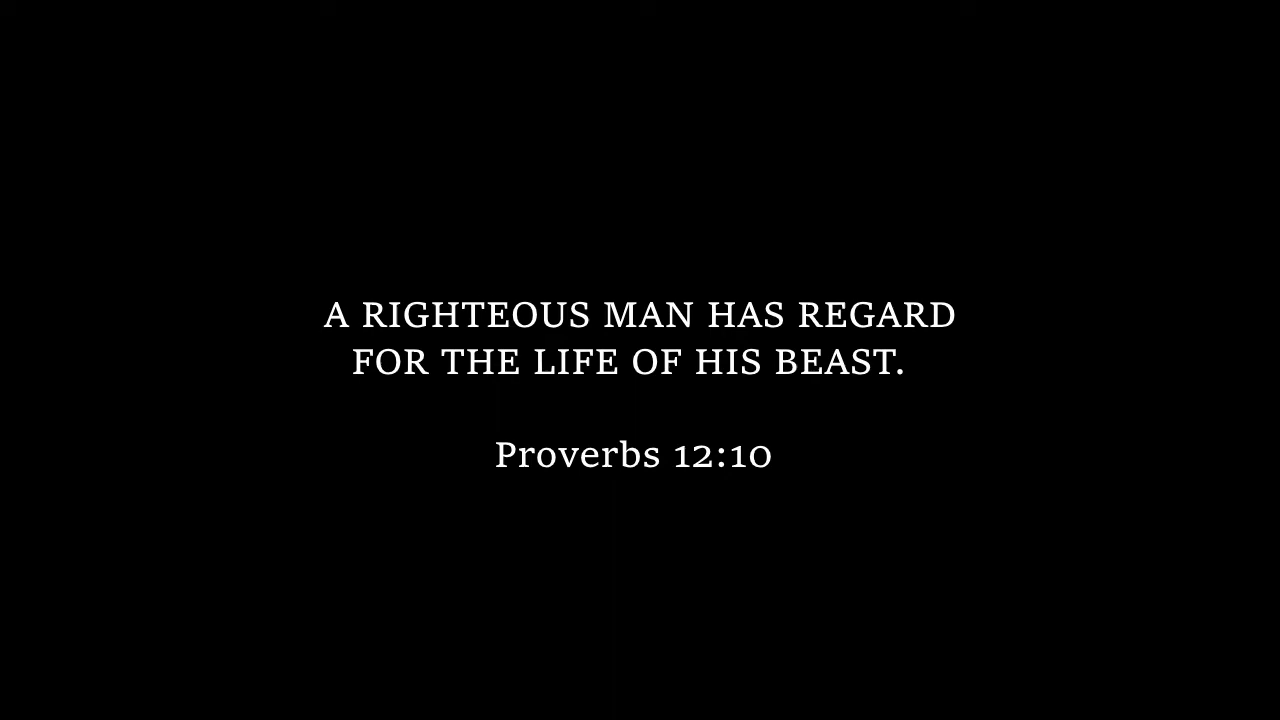 A RIGHTEOUS MAN HAS REGARD
FOR THE LIFE OF HIS BEAST.
Proverbs 12:10